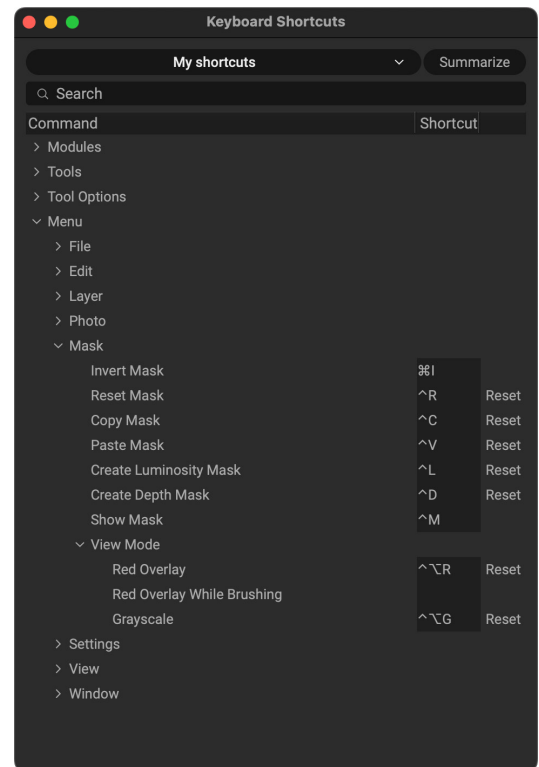 Keyboard Shortcuts
My shortcuts Summarize
Search
Command Shortcut
Modules
Tools
Tool Options
Menu
File
Edit
Layer
Photo
Mask
Invert Mask ⌘I
Reset Mask ^R Reset
Copy Mask ^C Reset
Paste Mask ^V Reset
Create Luminosity Mask ^L Reset
Create Depth Mask ^D Reset
Show Mask ^M
View Mode
Red Overlay ^⌥R Reset
Red Overlay While Brushing
Grayscale ^⌥G Reset
Settings
View
Window